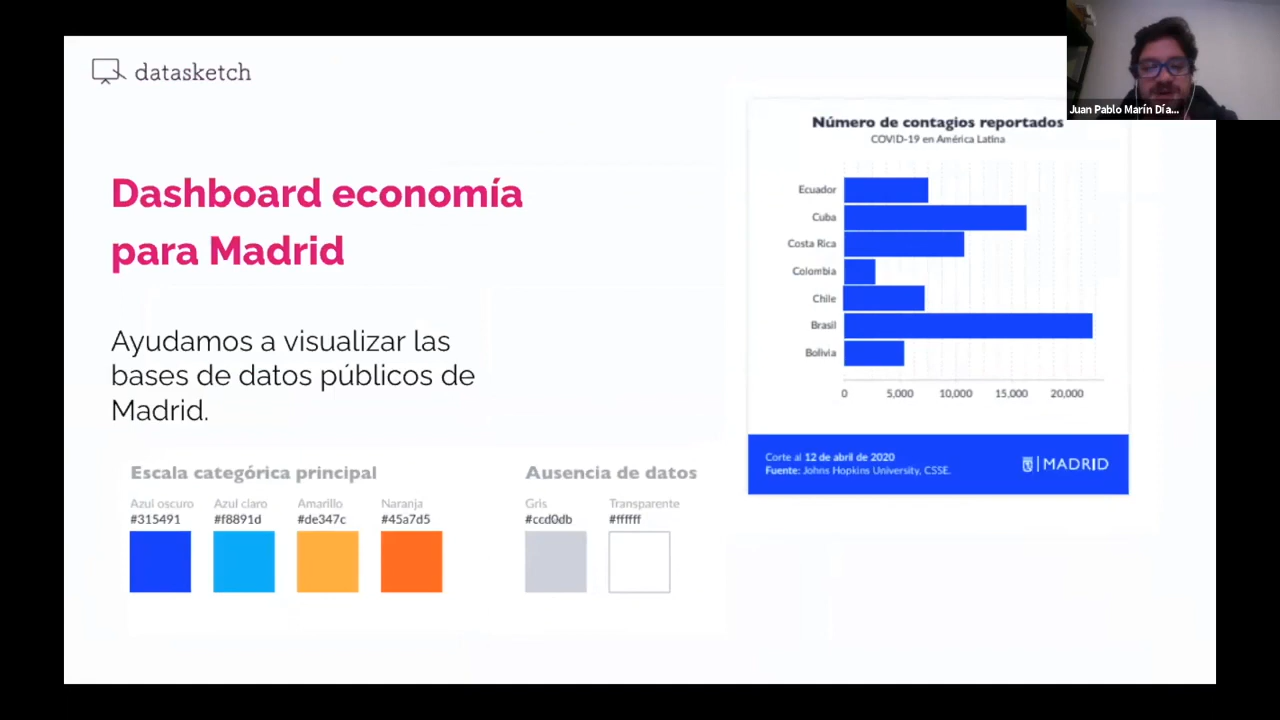 datasketch
Juan Pablo Marín Día...
Dashboard economía
para Madrid
Ayudamos a visualizar las
bases de datos públicos de
Madrid.
Escala categórica principal
Azul oscuro
#315491
Azul claro
#f8891d
Amarillo
#de347c
Naranja
#45a7d5
Ausencia de datos
Gris
#ccd0db
Transparente
#ffffff
Número de contagios reportados
COVID-19 en América Latina
Ecuador
Cuba
Costa Rica
Colombia
Chile
Brasil
Bolivia
0 5,000 10,000 15,000 20,000
Corte al 12 de abril de 2020
Fuente: Johns Hopkins University, CSSE.
MADRID